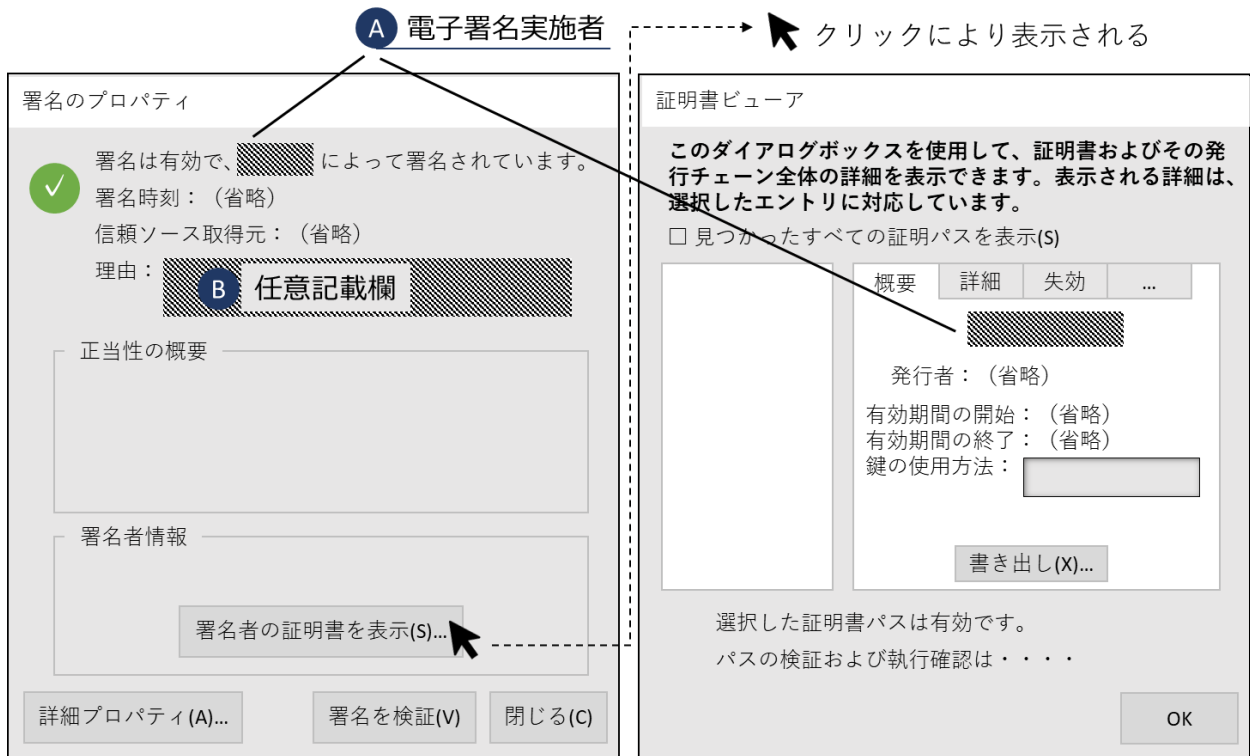 A 電子署名実施者
クリックにより表示される
署名のプロパティ
署名は有効で、 によって署名されています。
署名時刻：（省略）
信頼ソース取得元：（省略）
理由：
B 任意記載欄
正当性の概要
署名者情報
署名者の証明書を表示(S)...
詳細プロパティ(A)...
署名を検証(V)
閉じる(C)
証明書ビューア
このダイアログボックスを使用して、証明書およびその発
行チェーン全体の詳細を表示できます。表示される詳細は、
選択したエントリに対応しています。
見つかったすべての証明パスを表示(S)
概要 詳細 失効 ...
発行者：（省略）
有効期間の開始：（省略）
有効期間の終了：（省略）
鍵の使用方法：
書き出し(X)...
選択した証明書パスは有効です。
パスの検証および執行確認は・・・・
OK